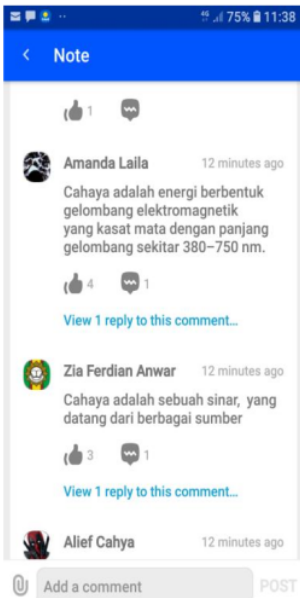 75% 11:38
Note
1
Amanda Laila 12 minutes ago
Cahaya adalah energi berbentuk
gelombang elektromagnetik
yang kasat mata dengan panjang
gelombang sekitar 380–750 nm.
4 1
View 1 reply to this comment...
Zia Ferdian Anwar 12 minutes ago
Cahaya adalah sebuah sinar, yang
datang dari berbagai sumber
3 1
View 1 reply to this comment...
Alief Cahya 12 minutes ago
Add a comment POST